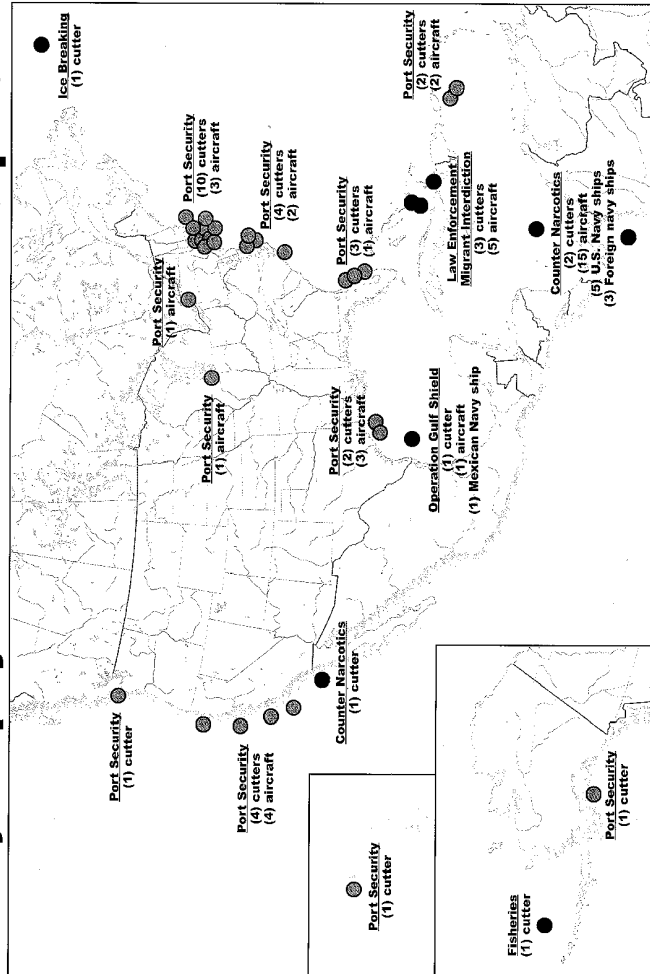 Ice Breaking
(1) cutter
Port Security
(10) cutters
(3) aircraft
Port Security
(4) cutters
(2) aircraft
Port Security
(1) aircraft
Port Security
(1) aircraft
Port Security
(3) cutters
(1) aircraft
Port Security
(2) cutters
(2) aircraft
Law Enforcement/
Migrant Interdiction
(3) cutters
(5) aircraft
Counter Narcotics
(2) cutters
(15) aircraft
(5) U.S. Navy ships
(3) Foreign navy ships
Port Security
(2) cutters
(3) aircraft
Operation Gulf Shield
(1) cutter
(1) aircraft
(1) Mexican Navy ship
Port Security
(1) cutter
Port Security
(4) cutters
(4) aircraft
Counter Narcotics
(1) cutter
Port Security
(1) cutter
Fisheries
(1) cutter
Port Security
(1) cutter